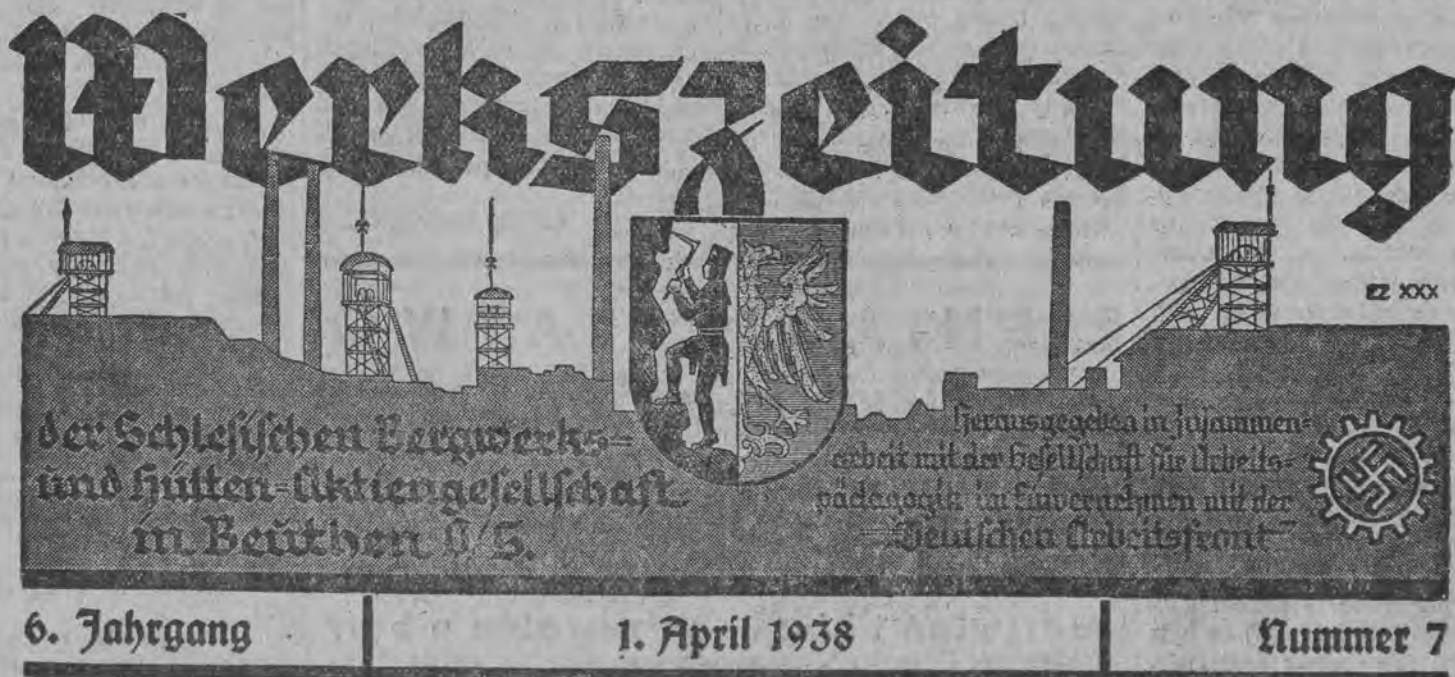 Werkszeitung
EZ XXX
der Schlesischen Bergwerks-
und Hütten-Aktiengesellschaft
in Beuthen O/S.
Herausgegeben in Zusammen-
arbeit mit der Gesellschaft für Arbeits-
pädagogik im Einvernehmen mit der
Deutschen Arbeitsfront
6. Jahrgang
1. April 1938
Nummer 7